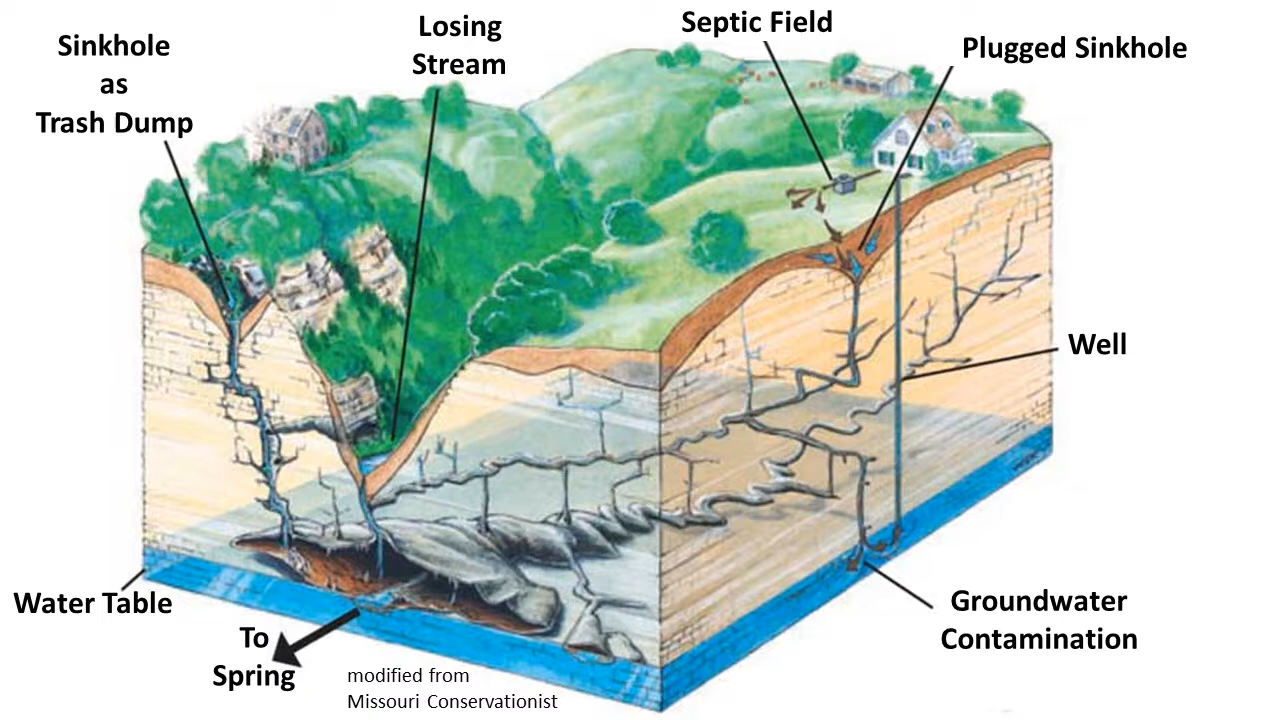 Sinkhole
as
Trash Dump
Losing
Stream
Septic Field
Plugged Sinkhole
Well
Water Table
To
Spring
Groundwater
Contamination
modified from
Missouri Conservationist